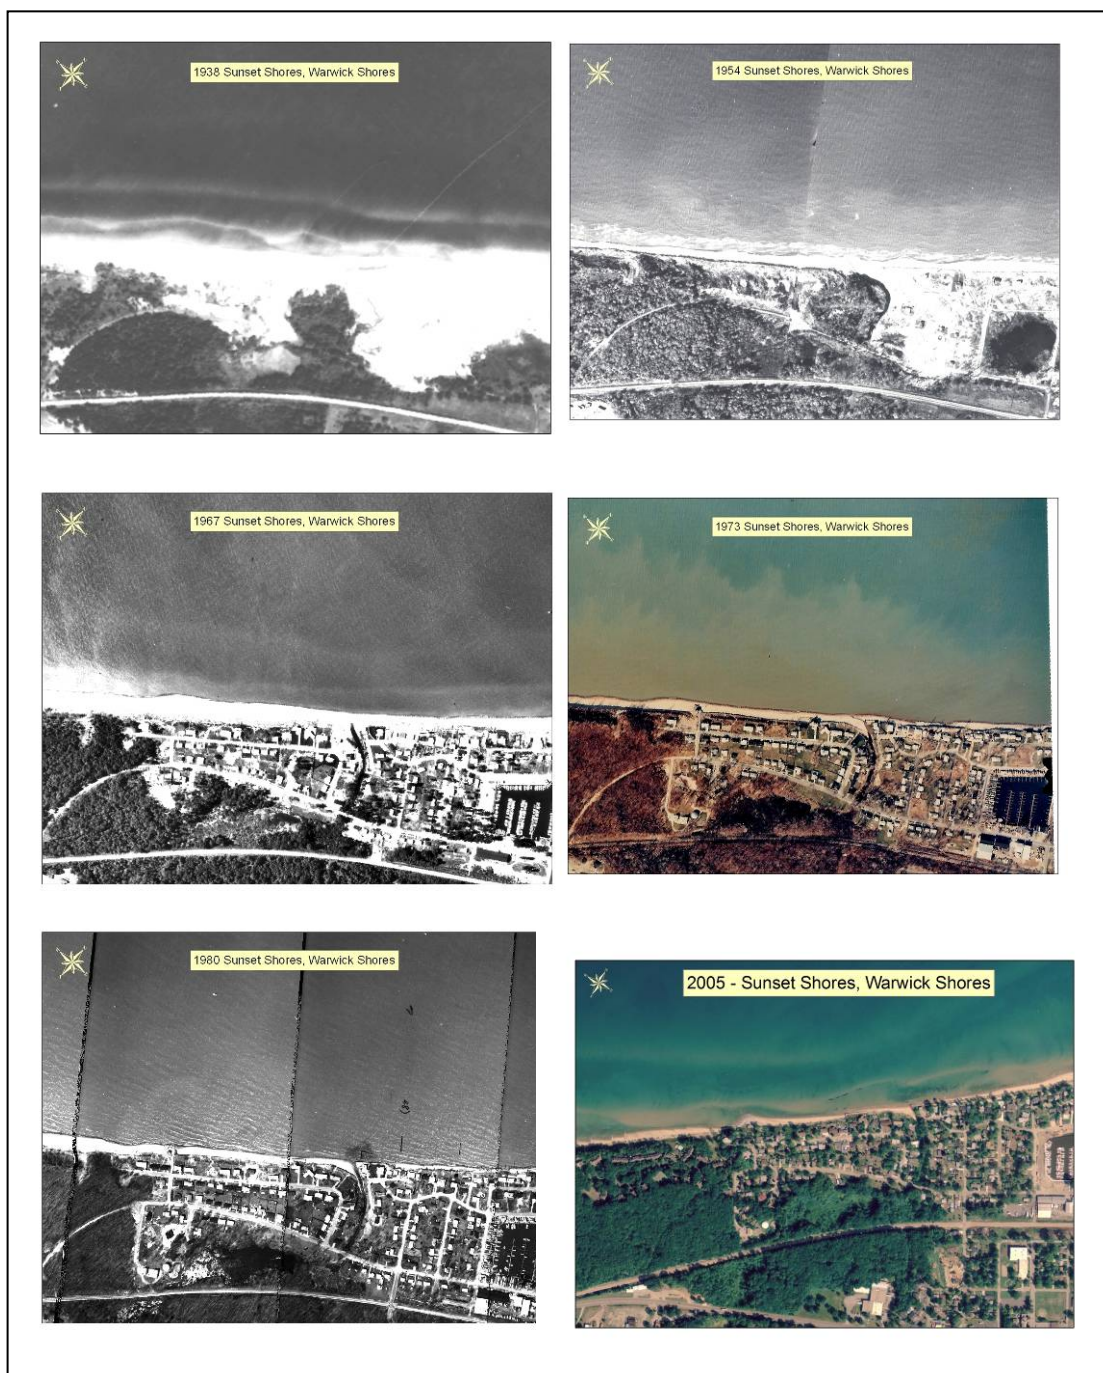 1938 Sunset Shores, Warwick Shores
1954 Sunset Shores, Warwick Shores
1967 Sunset Shores, Warwick Shores
1973 Sunset Shores, Warwick Shores
1980 Sunset Shores, Warwick Shores
2005 - Sunset Shores, Warwick Shores